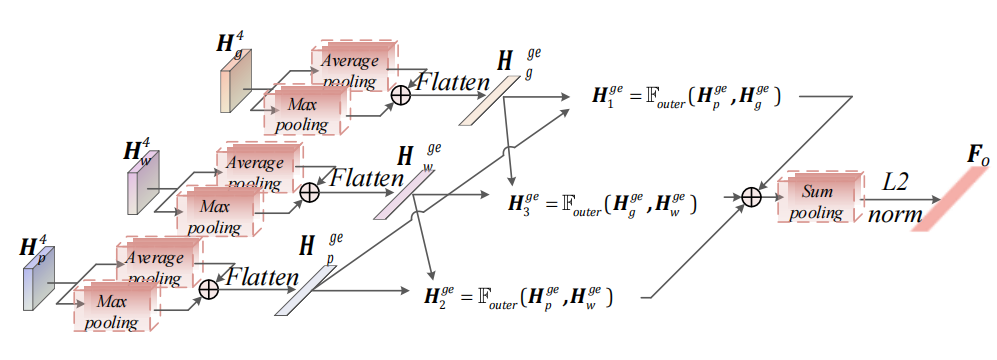 H_g^4
Average
pooling
Max
pooling
Flatten
H_g^ge
H_1^ge = 𝔽_outer(H_p^ge, H_g^ge)
H_w^4
Average
pooling
Max
pooling
Flatten
H_w^ge
H_3^ge = 𝔽_outer(H_g^ge, H_w^ge)
Sum
pooling
L2
norm
F_o
H_p^4
Average
pooling
Max
pooling
Flatten
H_p^ge
H_2^ge = 𝔽_outer(H_p^ge, H_w^ge)